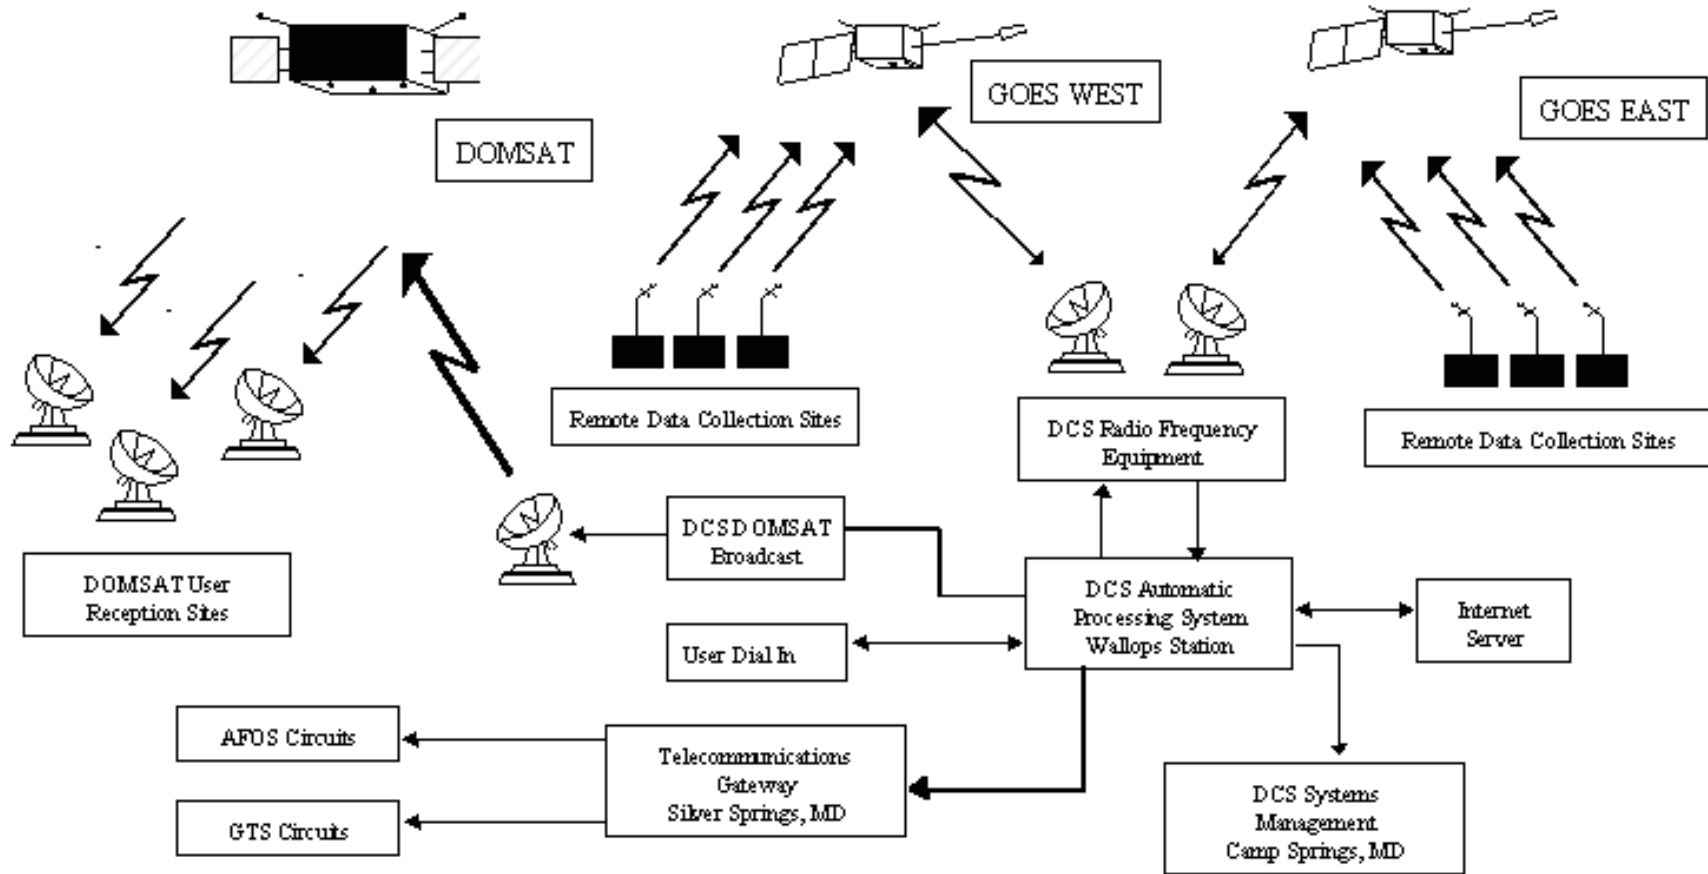 GOES WEST
GOES EAST
DOMSAT
Remote Data Collection Sites
DCS Radio Frequency
Equipment
Remote Data Collection Sites
DCS DOMSAT
Broadcast
DOMSAT User
Reception Sites
DCS Automatic
Processing System
Wallops Station
Internet
Server
User Dial In
AFOS Circuits
Telecommunications
Gateway
Silver Springs, MD
GTS Circuits
DCS Systems
Management
Camp Springs, MD